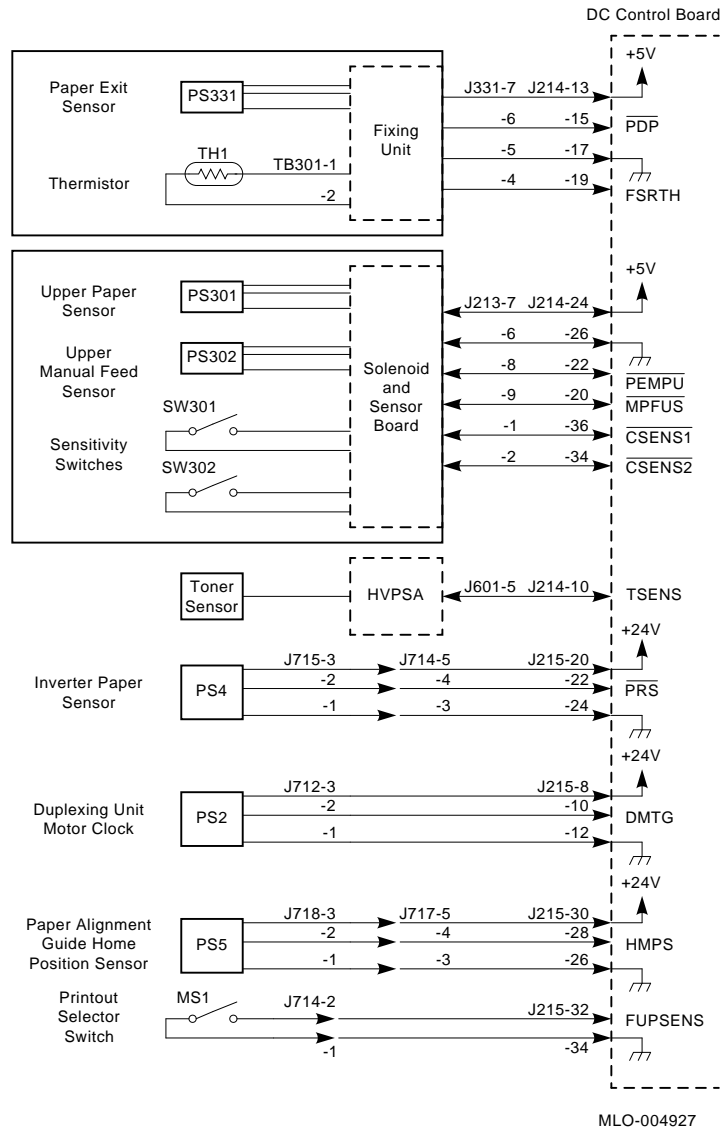 DC Control Board
+5V
Paper Exit
Sensor
PS331
J331-7 J214-13
-6 -15 PDP
Fixing
Unit
-5 -17
TH1
TB301-1
Thermistor
-2
-4 -19
FSRTH
+5V
Upper Paper
Sensor
PS301
J213-7 J214-24
-6 -26
Upper
Manual Feed
Sensor
PS302
Solenoid
and
Sensor
Board
-8 -22
PEMPU
-9 -20
MPFUS
SW301
-1 -36
CSENS1
Sensitivity
Switches
SW302
-2 -34
CSENS2
Toner
Sensor
HVPSA
J601-5 J214-10
TSENS
+24V
Inverter Paper
Sensor
PS4
J715-3 J714-5 J215-20
-2 -4 -22 PRS
-1 -3 -24
+24V
Duplexing Unit
Motor Clock
PS2
J712-3 J215-8
-2 -10 DMTG
-1 -12
+24V
Paper Alignment
Guide Home
Position Sensor
PS5
J718-3 J717-5 J215-30
-2 -4 -28 HMPS
-1 -3 -26
Printout
Selector
Switch
MS1
J714-2 J215-32
FUPSENS
-1 -34
MLO-004927